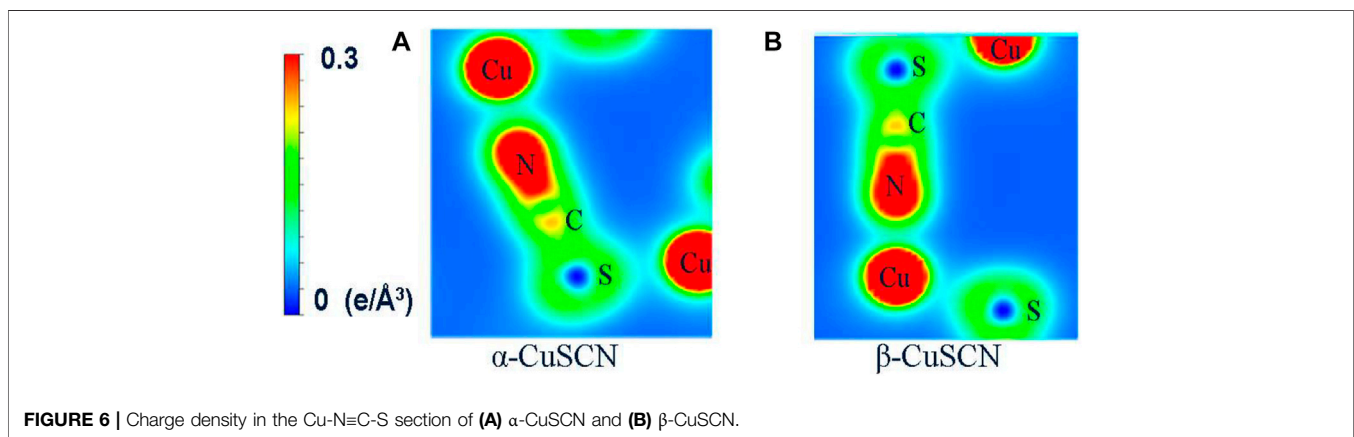 0.3
0 (e/Å³)
A
Cu
N
C
S
Cu
α-CuSCN
B
S
Cu
C
N
Cu
S
β-CuSCN
FIGURE 6 | Charge density in the Cu-N≡C-S section of (A) α-CuSCN and (B) β-CuSCN.